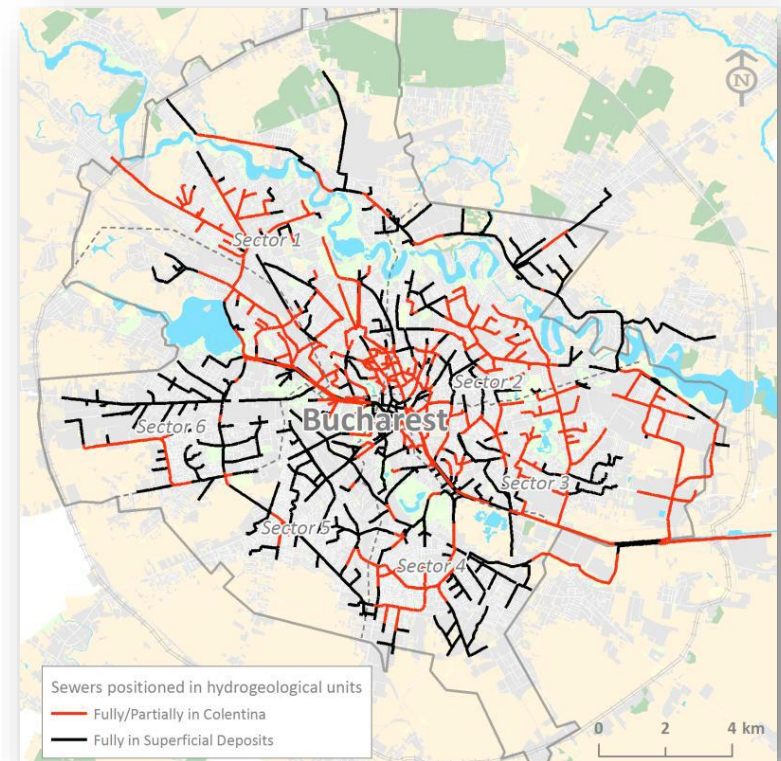 N
Sector 1
Sector 2
Bucharest
Sector 6
Sector 3
Sector 5
Sector 4
Sewers positioned in hydrogeological units
Fully/Partially in Colentina
Fully in Superficial Deposits
0 2 4 km